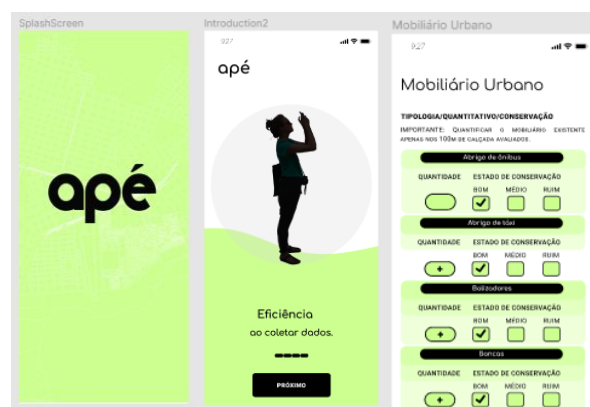 SplashScreen
apé
Introduction2
9:27
apé
Eficiência
ao coletar dados.
PRÓXIMO
Mobiliário Urbano
9:27
Mobiliário Urbano
TIPOLOGIA/QUANTITATIVO/CONSERVAÇÃO
IMPORTANTE: QUANTIFICAR O MOBILIÁRIO EXISTENTE
APENAS NOS 100M DE CALÇADA AVALIADOS.
Abrigo de ônibus
QUANTIDADE ESTADO DE CONSERVAÇÃO
BOM MÉDIO RUIM
Abrigo de táxi
QUANTIDADE ESTADO DE CONSERVAÇÃO
BOM MÉDIO RUIM
+
Balizadores
QUANTIDADE ESTADO DE CONSERVAÇÃO
BOM MÉDIO RUIM
+
Bancos
QUANTIDADE ESTADO DE CONSERVAÇÃO
BOM MÉDIO RUIM
+